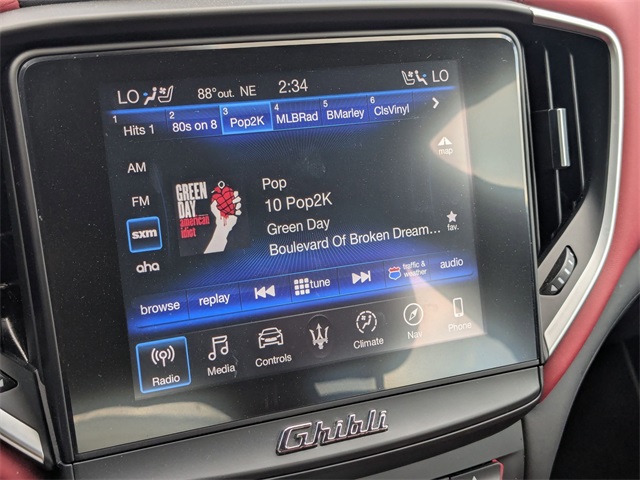 LO 88° out. NE 2:34 LO
1 Hits 1 2 80s on 8 3 Pop2K 4 MLBRad 5 BMarley 6 ClsVinyl
AM
map
FM
GREEN DAY
american idiot
Pop
10 Pop2K
sxm
Green Day
Boulevard Of Broken Dream...
fav.
aha
browse replay tune traffic & weather audio
Radio Media Controls Climate Nav Phone
Ghibli